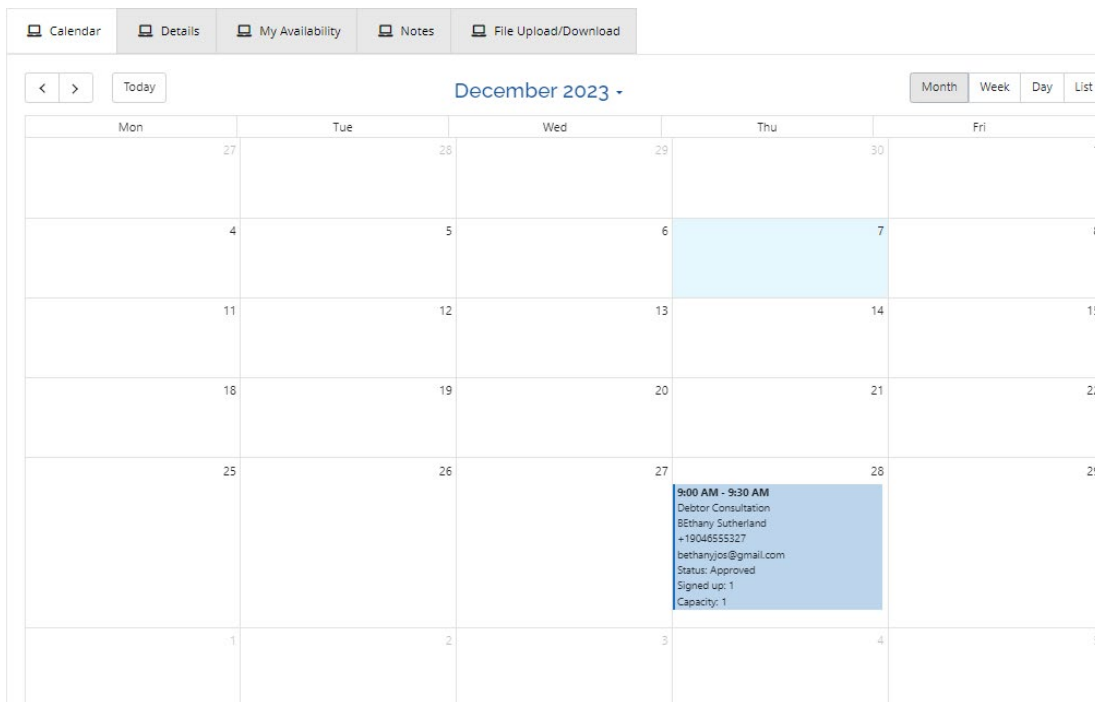 Calendar Details My Availability Notes File Upload/Download
Today December 2023 Month Week Day List
Mon Tue Wed Thu Fri
27 28 29 30
4 5 6 7
11 12 13 14
18 19 20 21
25 26 27 28
9:00 AM - 9:30 AM
Debtor Consultation
BEthany Sutherland
+19046555327
bethanyjos@gmail.com
Status: Approved
Signed up: 1
Capacity: 1
1 2 3 4